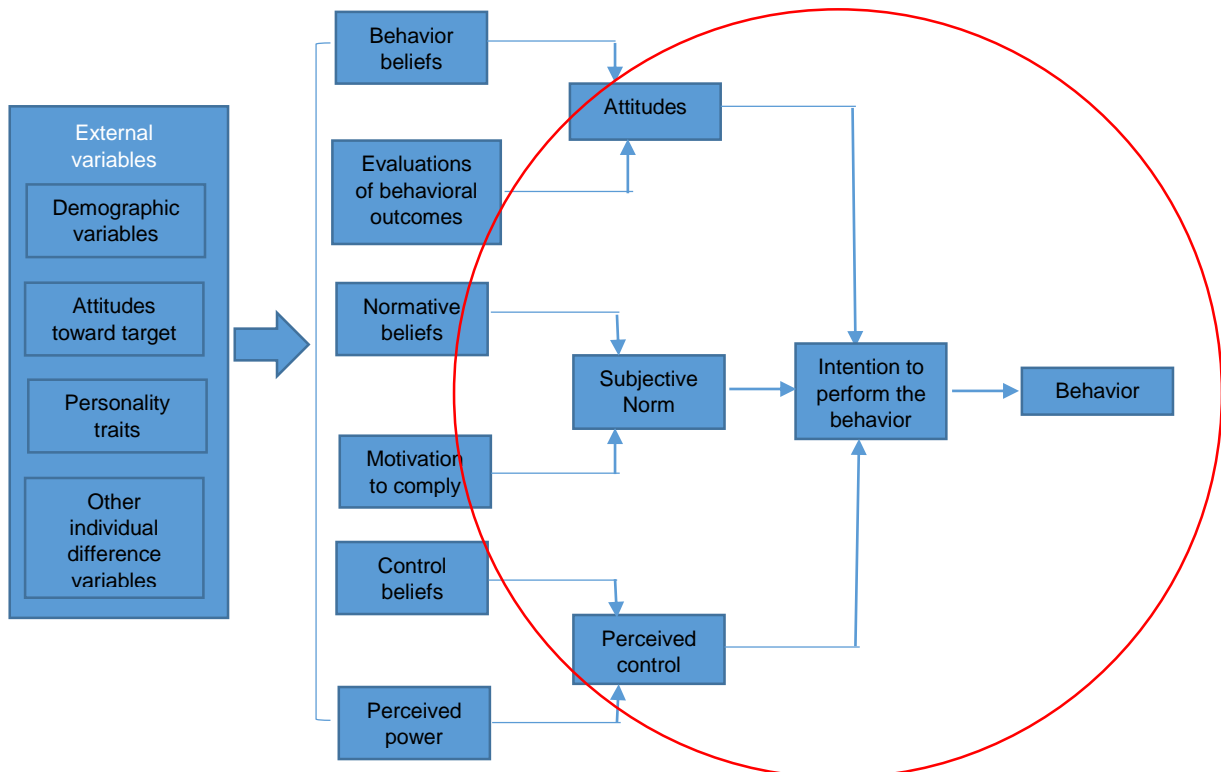 External
variables
Demographic
variables
Attitudes
toward target
Personality
traits
Other
individual
difference
variables
Behavior
beliefs
Evaluations
of behavioral
outcomes
Normative
beliefs
Motivation
to comply
Control
beliefs
Perceived
power
Attitudes
Subjective
Norm
Perceived
control
Intention to
perform the
behavior
Behavior